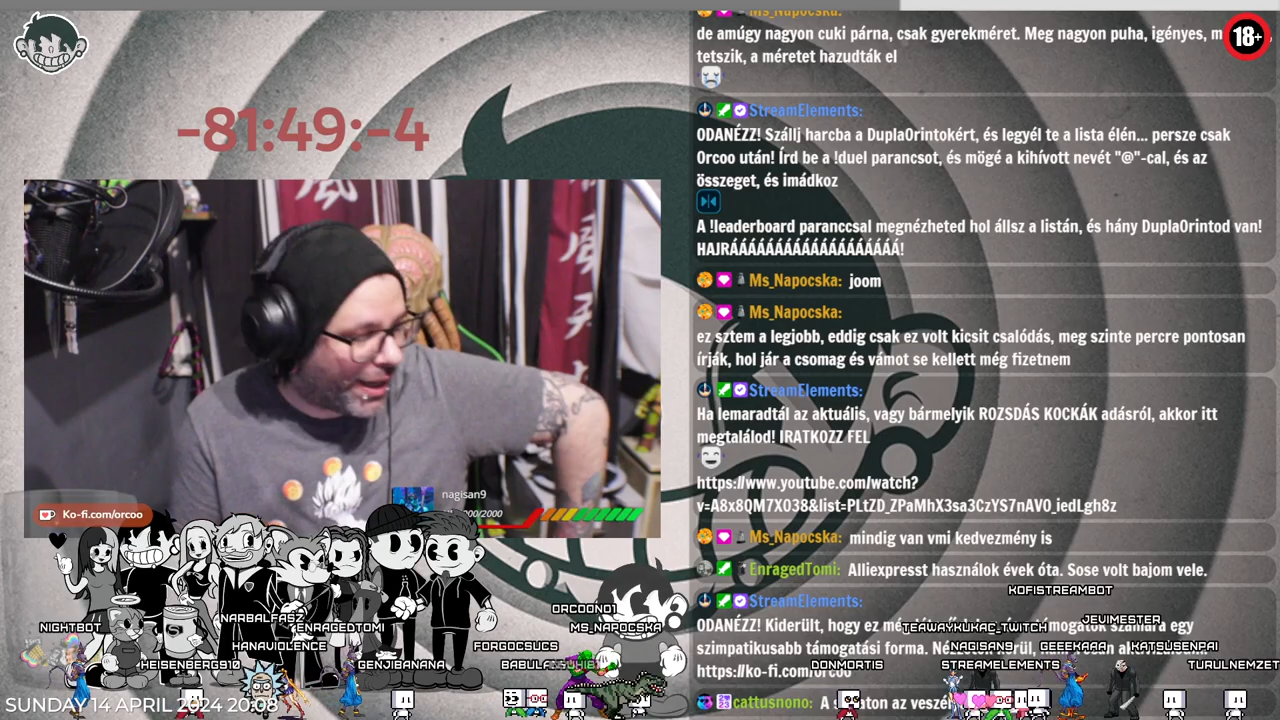 Ms_Napocska:
de amúgy nagyon cuki párna, csak gyerekméret. Meg nagyon puha, igényes,
tetszik, a méretet hazudták el
18+
StreamElements:
ODANÉZZ! Szállj harcba a DuplaOrintokért, és legyél te a lista élén... persze csak
Orcoo után! Írd be a !duel parancsot, és mögé a kihívott nevét "@"-cal, és az
összeget, és imádkoz
A !leaderboard paranccsal megnézheted hol állsz a listán, és hány DuplaOrintod van!
HAJRÁÁÁÁÁÁÁÁÁÁÁÁÁÁÁÁÁÁÁ!
Ms_Napocska: joom
Ms_Napocska:
ez sztem a legjobb, eddig csak ez volt kicsit csalódás, meg szinte percre pontosan
írják, hol jár a csomag és vámot se kellett még fizetnem
StreamElements:
Ha lemaradtál az aktuális, vagy bármelyik ROZSDÁS KOCKÁK adásról, akkor itt
megtalálod! IRATKOZZ FEL
https://www.youtube.com/watch?
v=A8x8QM7XO38&list=PLtZD_ZPaMhX3sa3CzYS7nAV0_iedLgh8z
Ms_Napocska: mindig van vmi kedvezmény is
EnragedTomi: Alliexpresst használok évek óta. Sose volt bajom vele.
StreamElements:
ODANÉZZ! Kiderült, hogy ez egy
szimpatikusabb támogatási forma.
https://ko-fi.com/orcoo
cattusnono: A
-81:49:-4
nagisan9
/2000
Ko-fi.com/orcoo
KOFISTREAMBOT
ORCOONO1
NIGHTBOT
NARBALFASZ
ENRAGEDTOMI
MS_NAPOCSKA
TEAWAYKUKAC_TWITCH
JEVIMESTER
HANAVIOLENCE
FORGOCSUCS
NAGISAN9
GEEEKAAA
KATSUSENPAI
HEISENBERG910
GENJIBANANA
DONMORTIS
STREAMELEMENTS
TURULNEMZET
SUNDAY 14 APRIL 2024 20:08